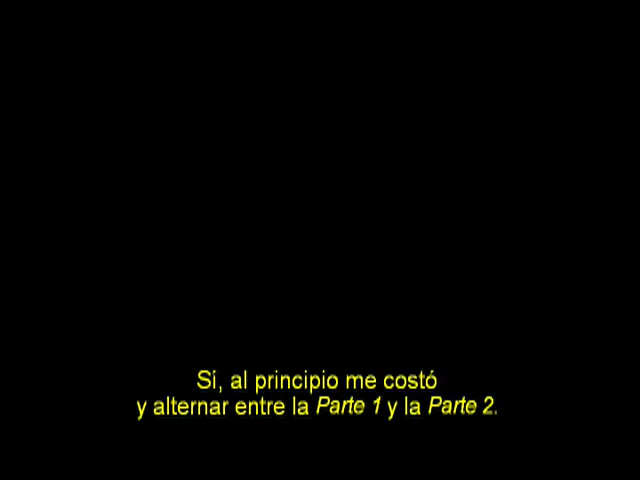 Sí, al principio me costó
y alternar entre la Parte 1 y la Parte 2.